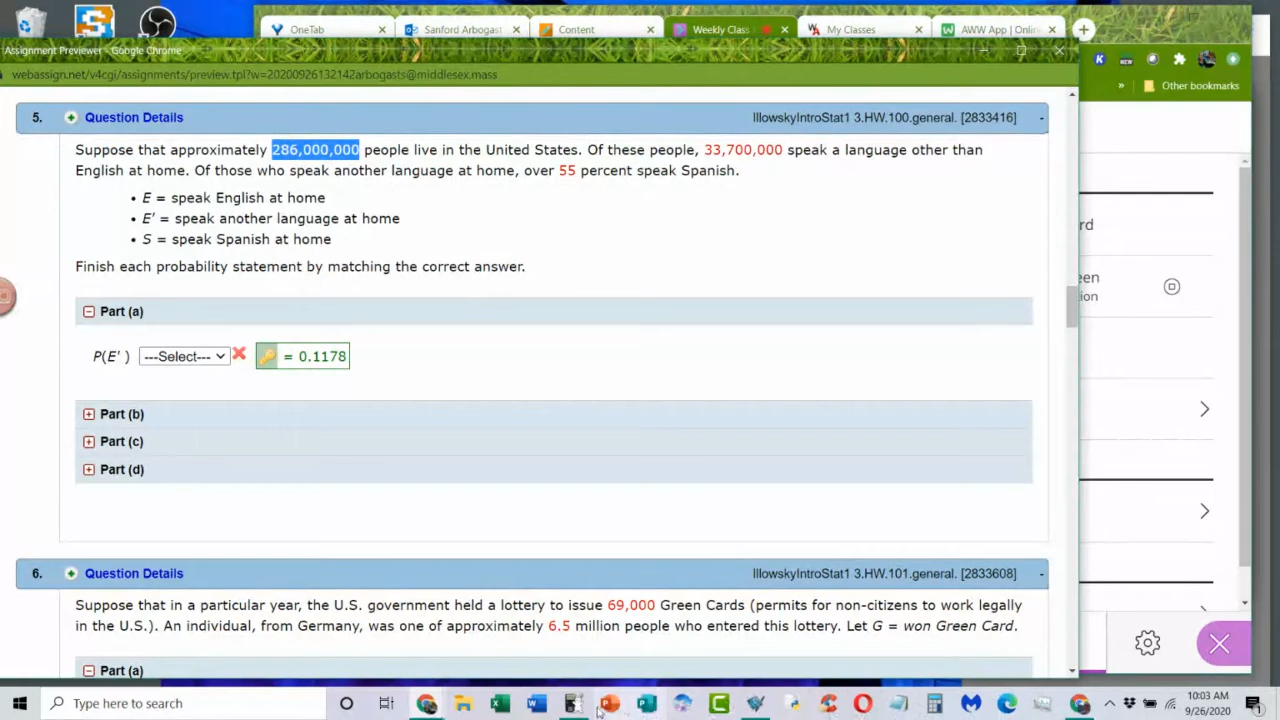 OneTab
Sanford Arbogast
Content
Weekly Class
My Classes
AWW App | Onlin
Assignment Previewer - Google Chrome
webassign.net/v4cgi/assignments/preview.tpl?w=20200926132142arbogasts@middlesex.mass
NEW
» Other bookmarks
5. Question Details IllowskyIntroStat1 3.HW.100.general. [2833416] -
Suppose that approximately 286,000,000 people live in the United States. Of these people, 33,700,000 speak a language other than
English at home. Of those who speak another language at home, over 55 percent speak Spanish.
• E = speak English at home
• E' = speak another language at home
• S = speak Spanish at home
Finish each probability statement by matching the correct answer.
Part (a)
P(E' ) ---Select--- = 0.1178
Part (b)
Part (c)
Part (d)
rd
een
ion
6. Question Details IllowskyIntroStat1 3.HW.101.general. [2833608] -
Suppose that in a particular year, the U.S. government held a lottery to issue 69,000 Green Cards (permits for non-citizens to work legally
in the U.S.). An individual, from Germany, was one of approximately 6.5 million people who entered this lottery. Let G = won Green Card.
Part (a)
Type here to search
10:03 AM
9/26/2020